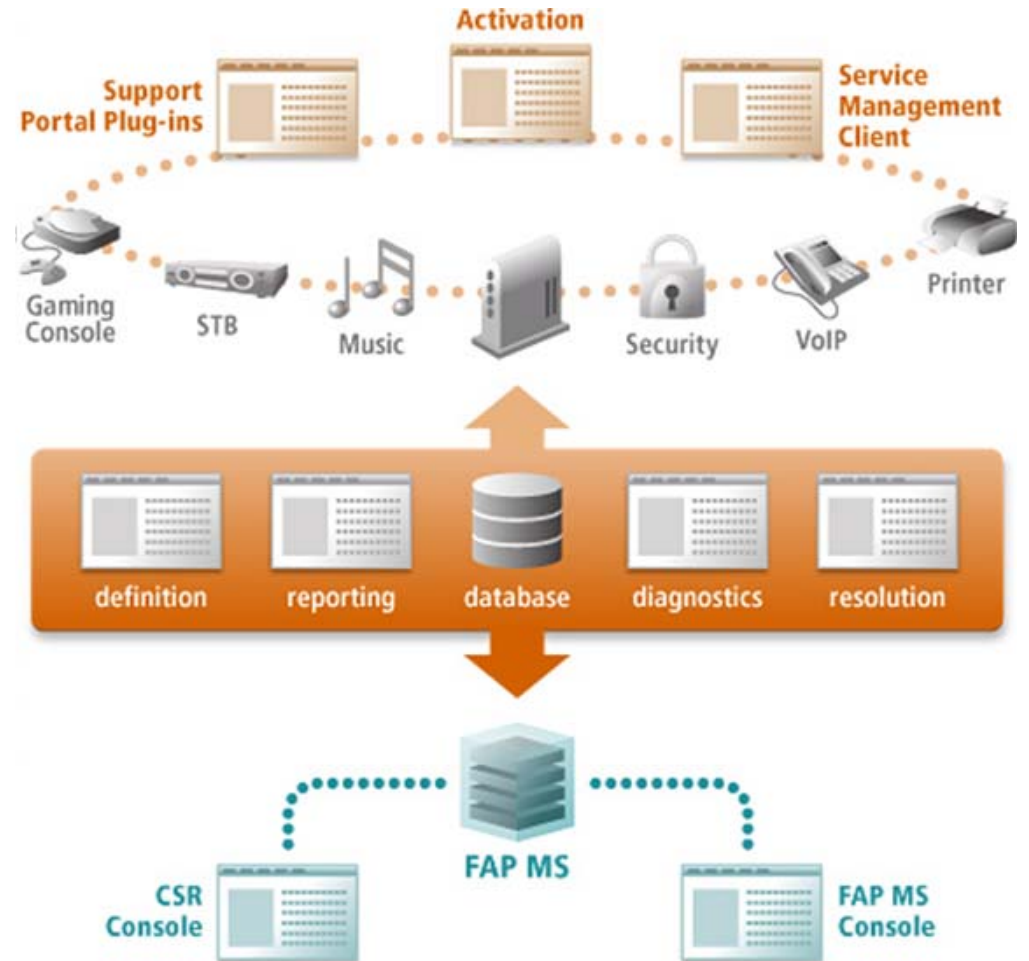 Activation
Support
Portal Plug-ins
Service
Management
Client
Gaming
Console
STB
Music
Security
VoIP
Printer
definition
reporting
database
diagnostics
resolution
FAP MS
CSR
Console
FAP MS
Console